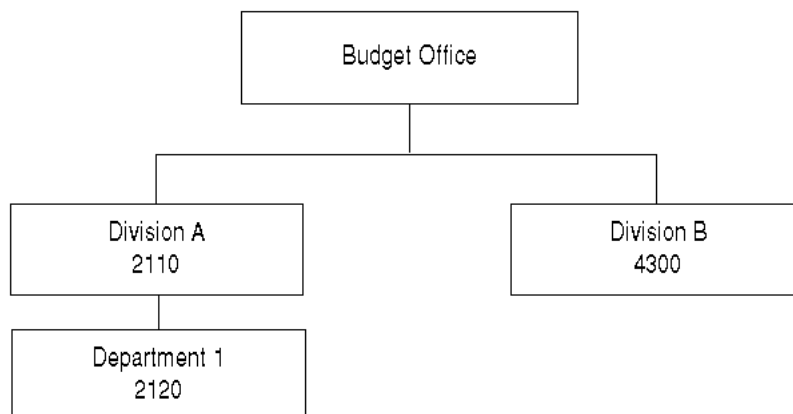 Budget Office
Division A
2110
Division B
4300
Department 1
2120